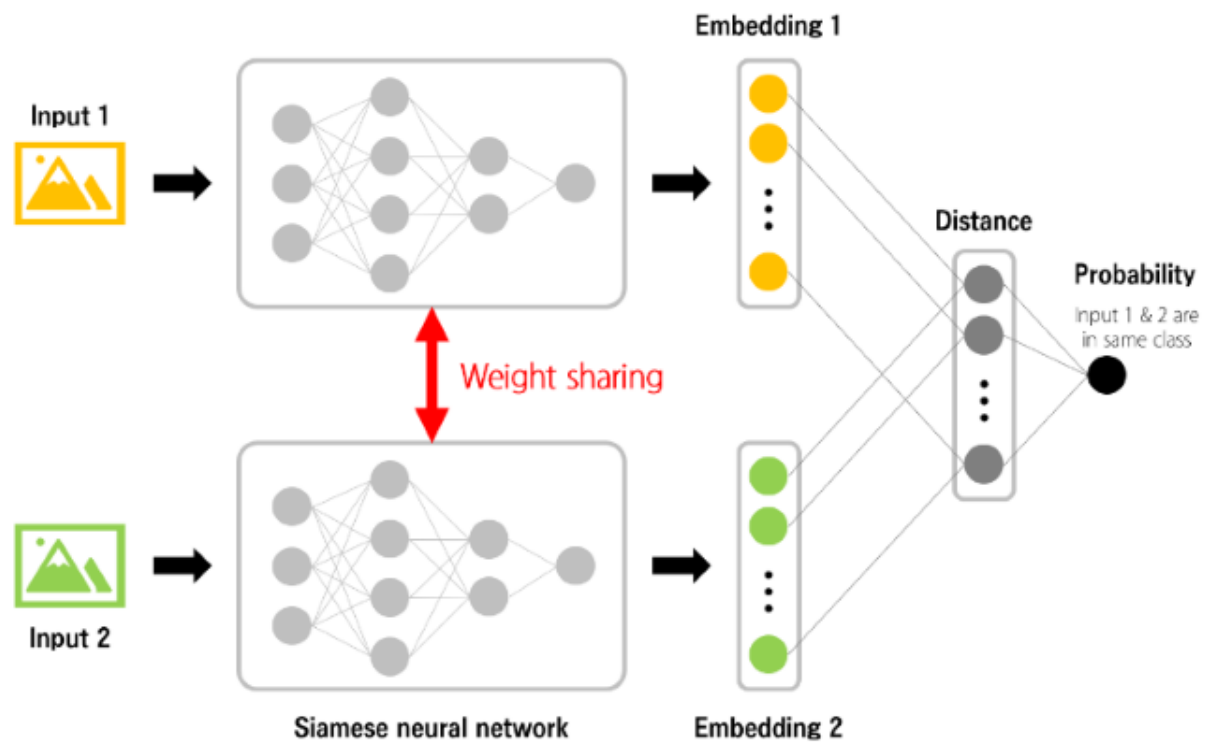 Embedding 1
Input 1
Distance
Probability
Input 1 & 2 are
in same class
Weight sharing
Input 2
Siamese neural network
Embedding 2